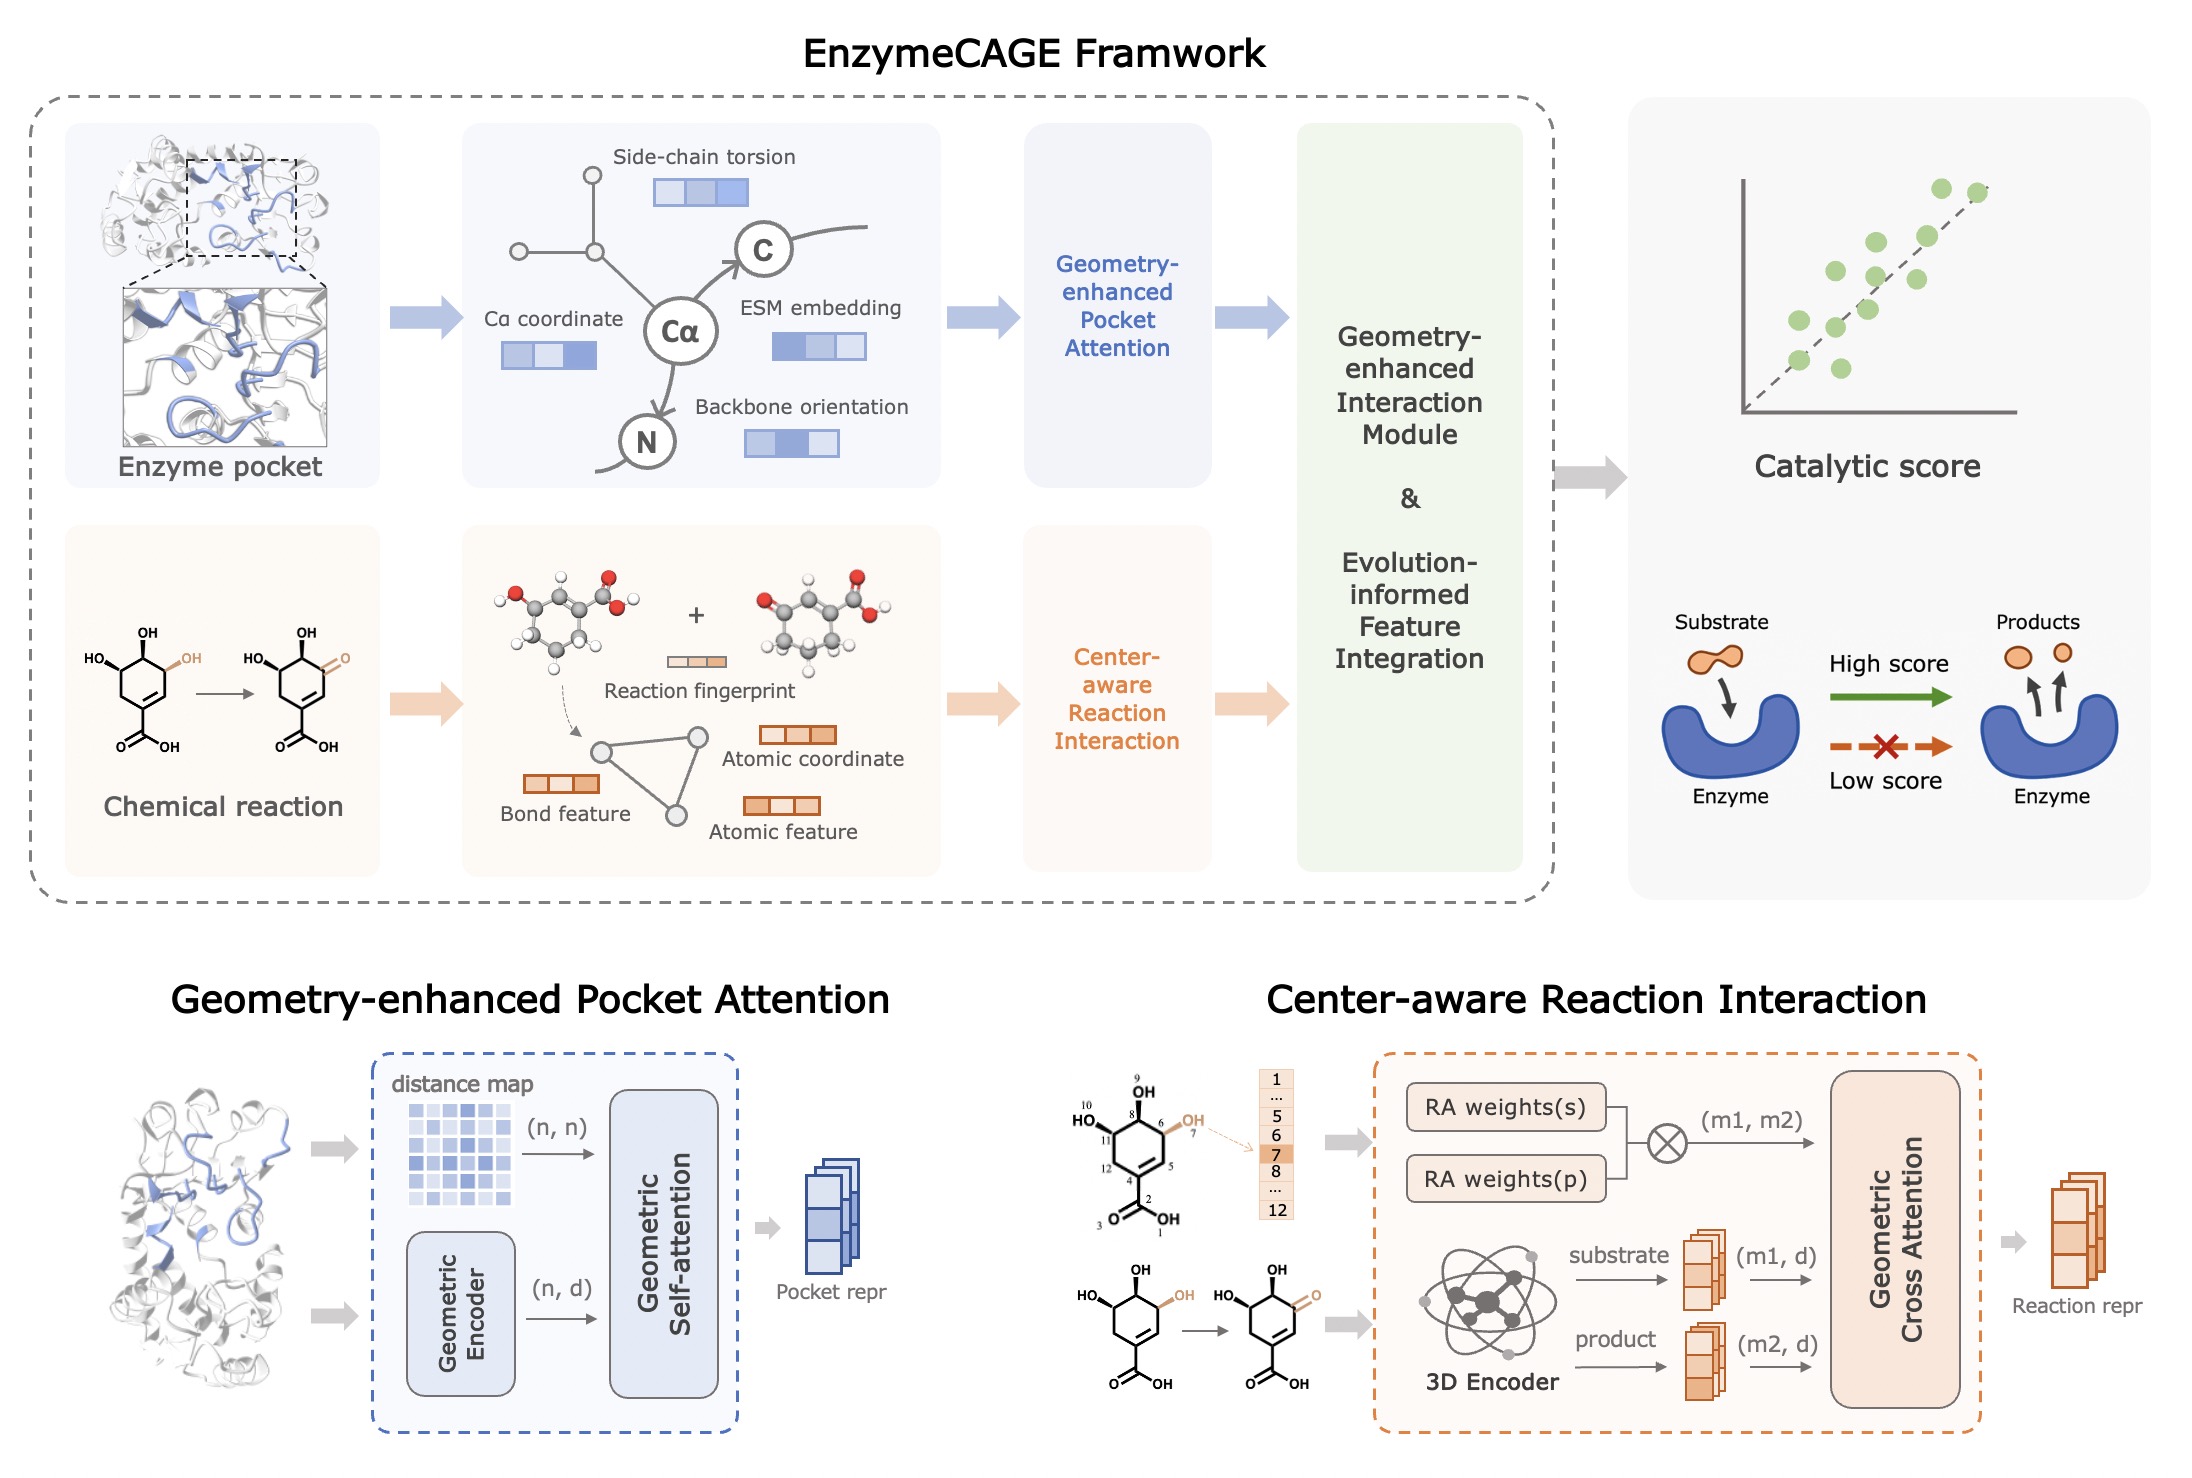 EnzymeCAGE Framwork
Enzyme pocket
Side-chain torsion
C
Cα coordinate
Cα
ESM embedding
Backbone orientation
N
Geometry-
enhanced
Pocket
Attention
Geometry-
enhanced
Interaction
Module
&
Evolution-
informed
Feature
Integration
Catalytic score
OH
HO
OH
O
OH
OH
HO
O
O
OH
Chemical reaction
+
Reaction fingerprint
Atomic coordinate
Bond feature
Atomic feature
Center-
aware
Reaction
Interaction
Substrate
Products
High score
Low score
Enzyme
Enzyme
Geometry-enhanced Pocket Attention
distance map
(n, n)
Geometric
Encoder
(n, d)
Geometric
Self-attention
Pocket repr
Center-aware Reaction Interaction
9
OH
10
HO
8
6
OH
7
11
12
5
4
2
O
3
OH
1
1
...
5
6
7
8
...
12
RA weights(s)
RA weights(p)
(m1, m2)
OH
HO
OH
O
OH
OH
HO
O
O
OH
3D Encoder
substrate
(m1, d)
product
(m2, d)
Geometric
Cross Attention
Reaction repr